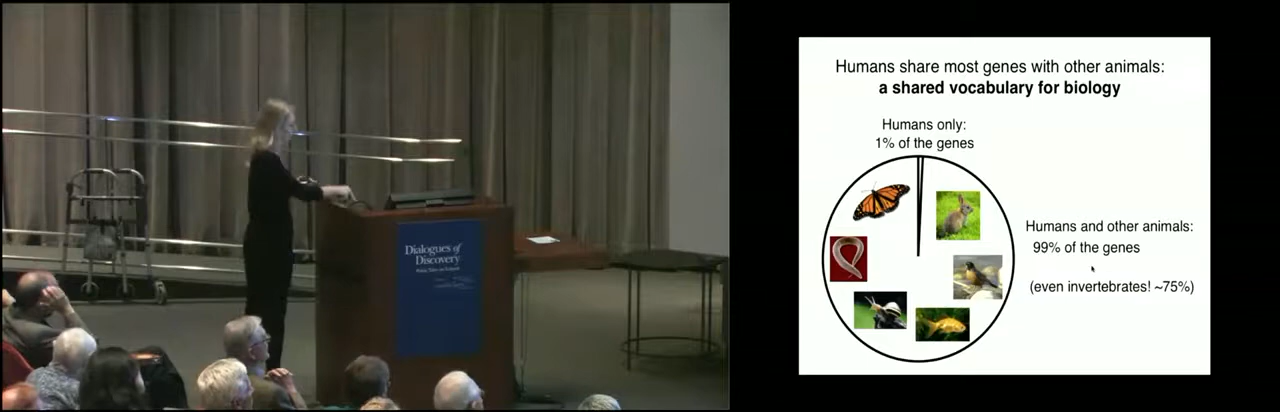 Dialogues of
Discovery
Humans share most genes with other animals:
a shared vocabulary for biology
Humans only:
1% of the genes
Humans and other animals:
99% of the genes
(even invertebrates! ~75%)